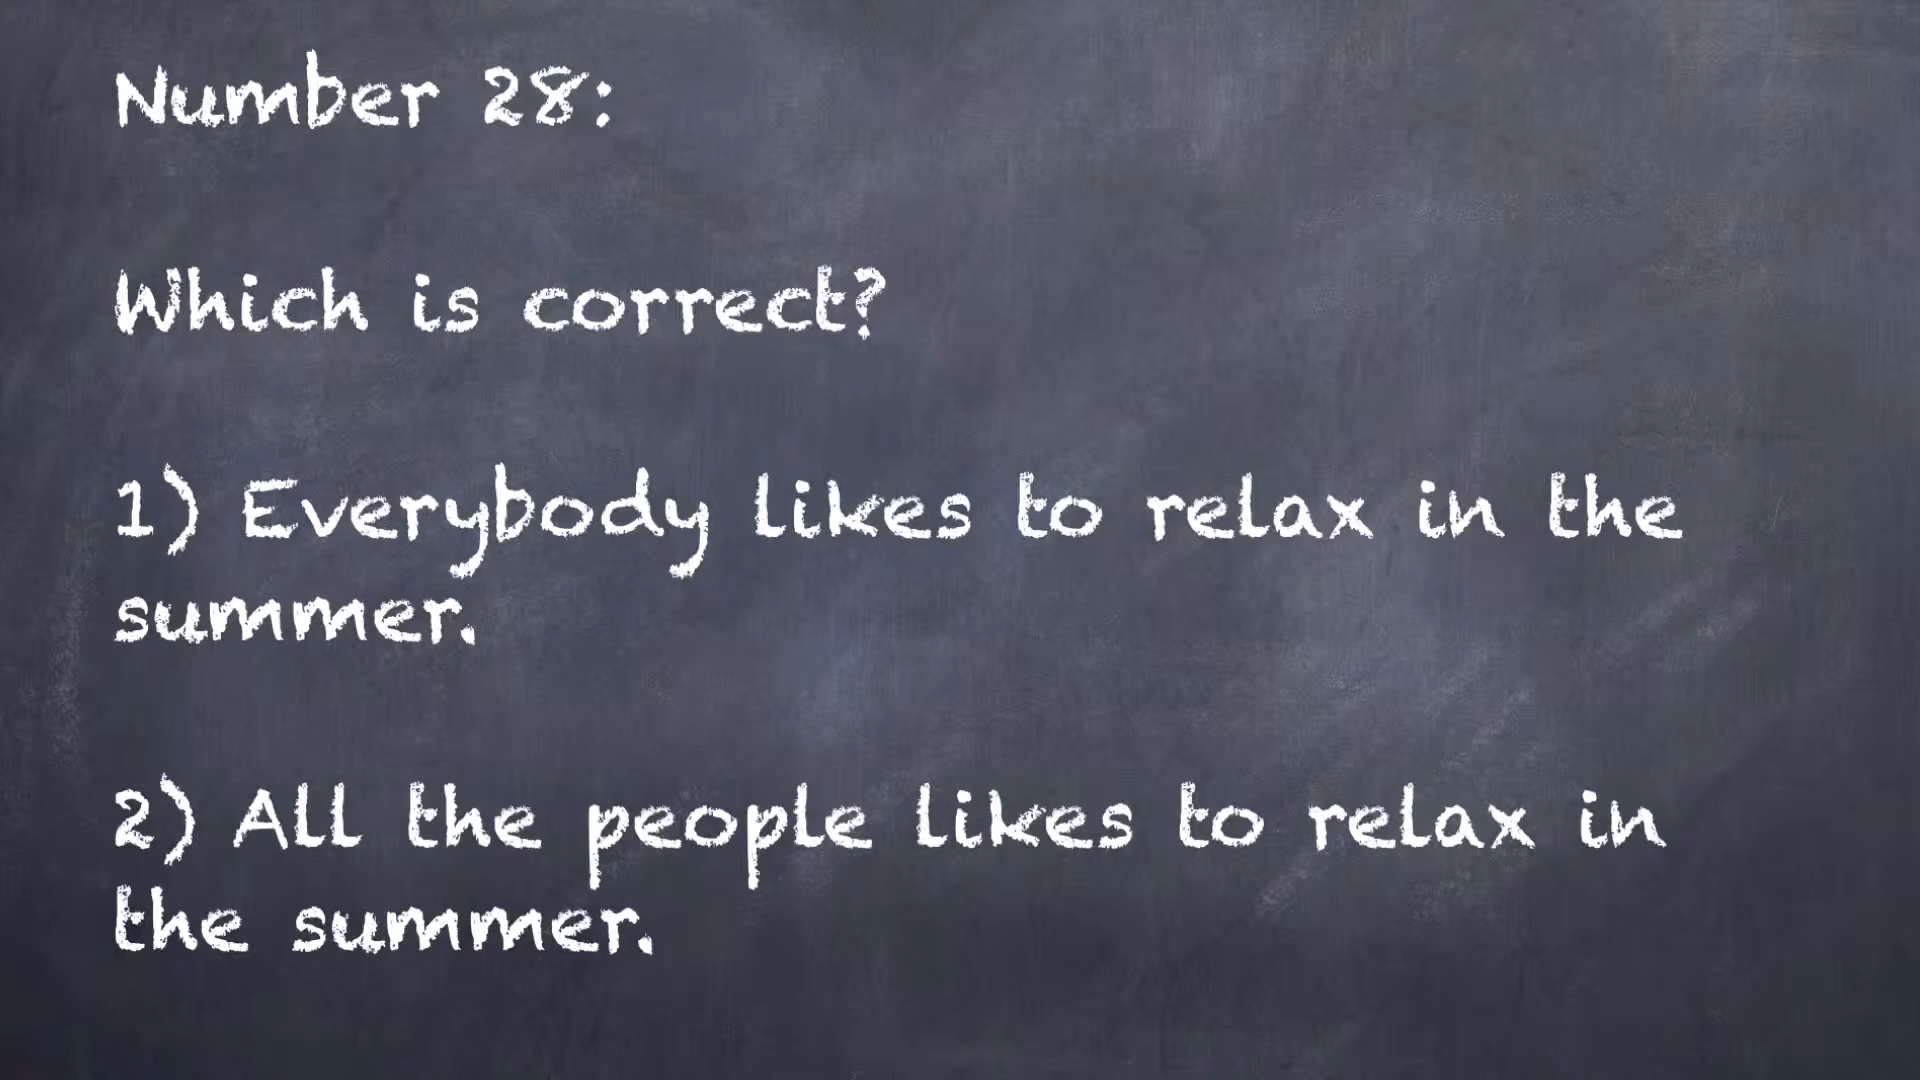 Number 28:
Which is correct?
1) Everybody likes to relax in the
summer.
2) All the people likes to relax in
the summer.